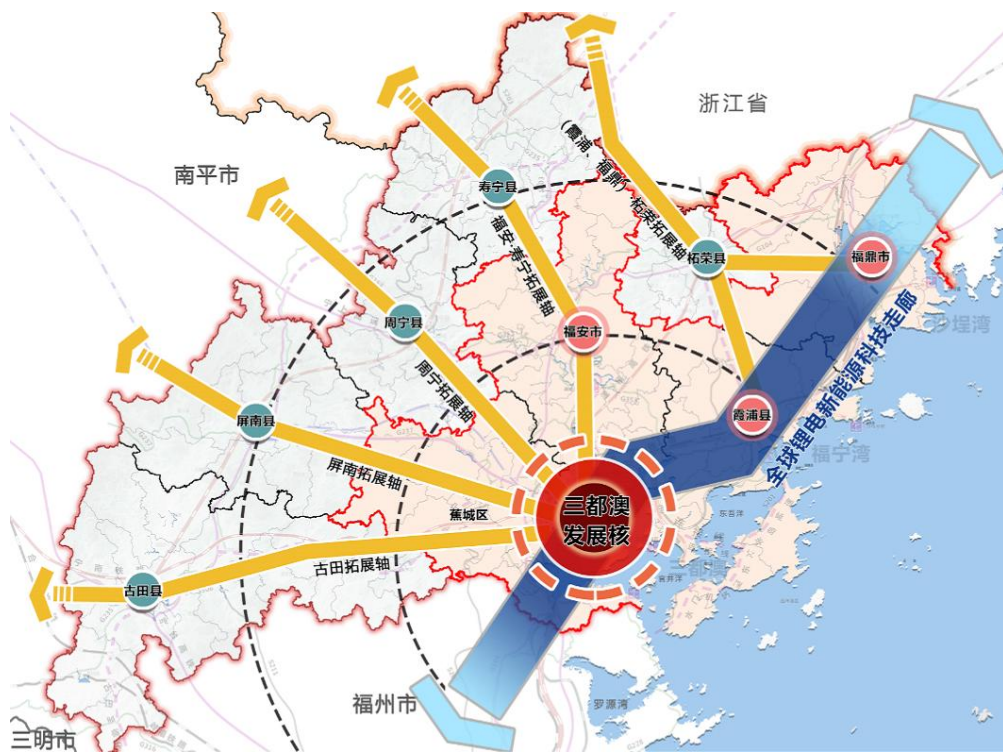 浙江省
南平市
（霞浦、福鼎）柘荣拓展轴
寿宁县
福安·寿宁拓展轴
柘荣县
福鼎市
沙埕湾
周宁县
福安市
周宁拓展轴
全球锂电新能源科技走廊
霞浦县
屏南县
福宁湾
屏南拓展轴
蕉城区
三都澳
发展核
东吾洋
官井洋
古田拓展轴
古田县
福州市
罗源湾
三明市